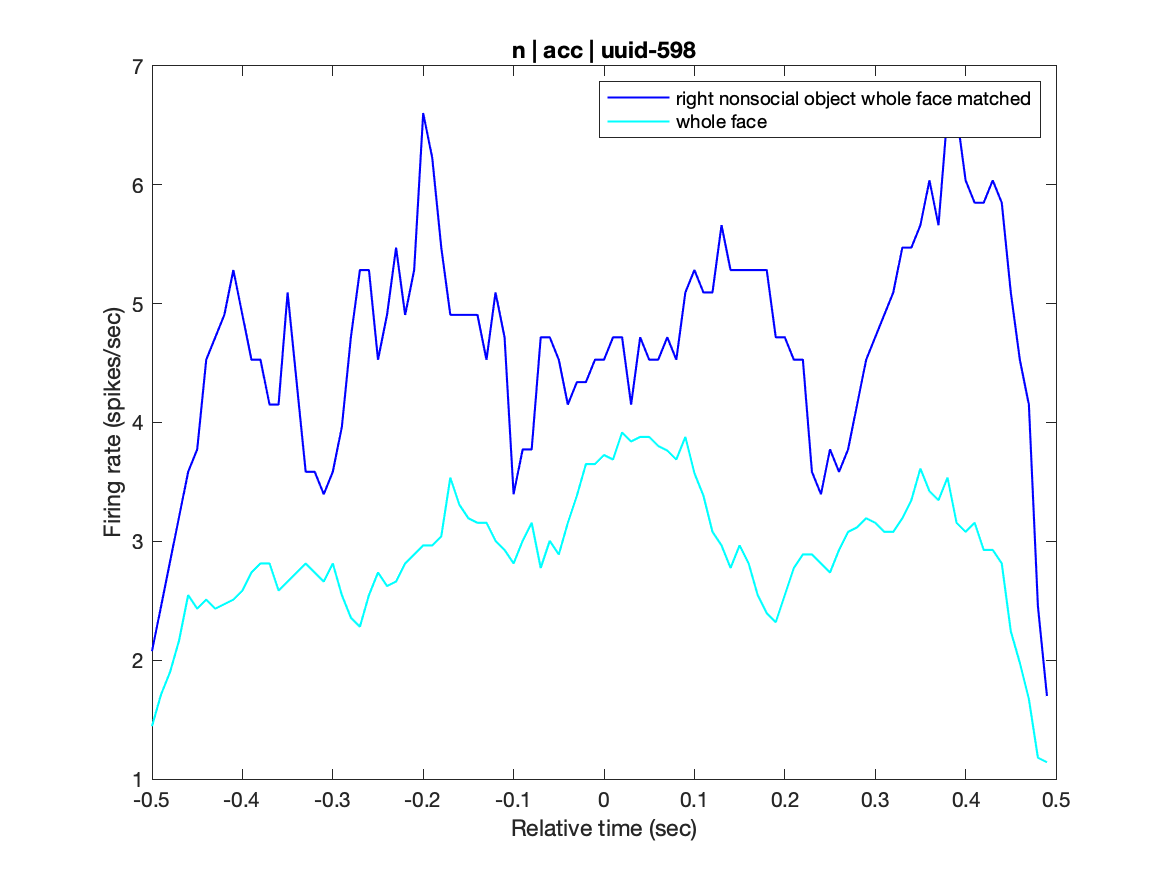 n | acc | uuid-598
right nonsocial object whole face matched
whole face
7
6
5
4
3
2
1
Firing rate (spikes/sec)
-0.5 -0.4 -0.3 -0.2 -0.1 0 0.1 0.2 0.3 0.4 0.5
Relative time (sec)